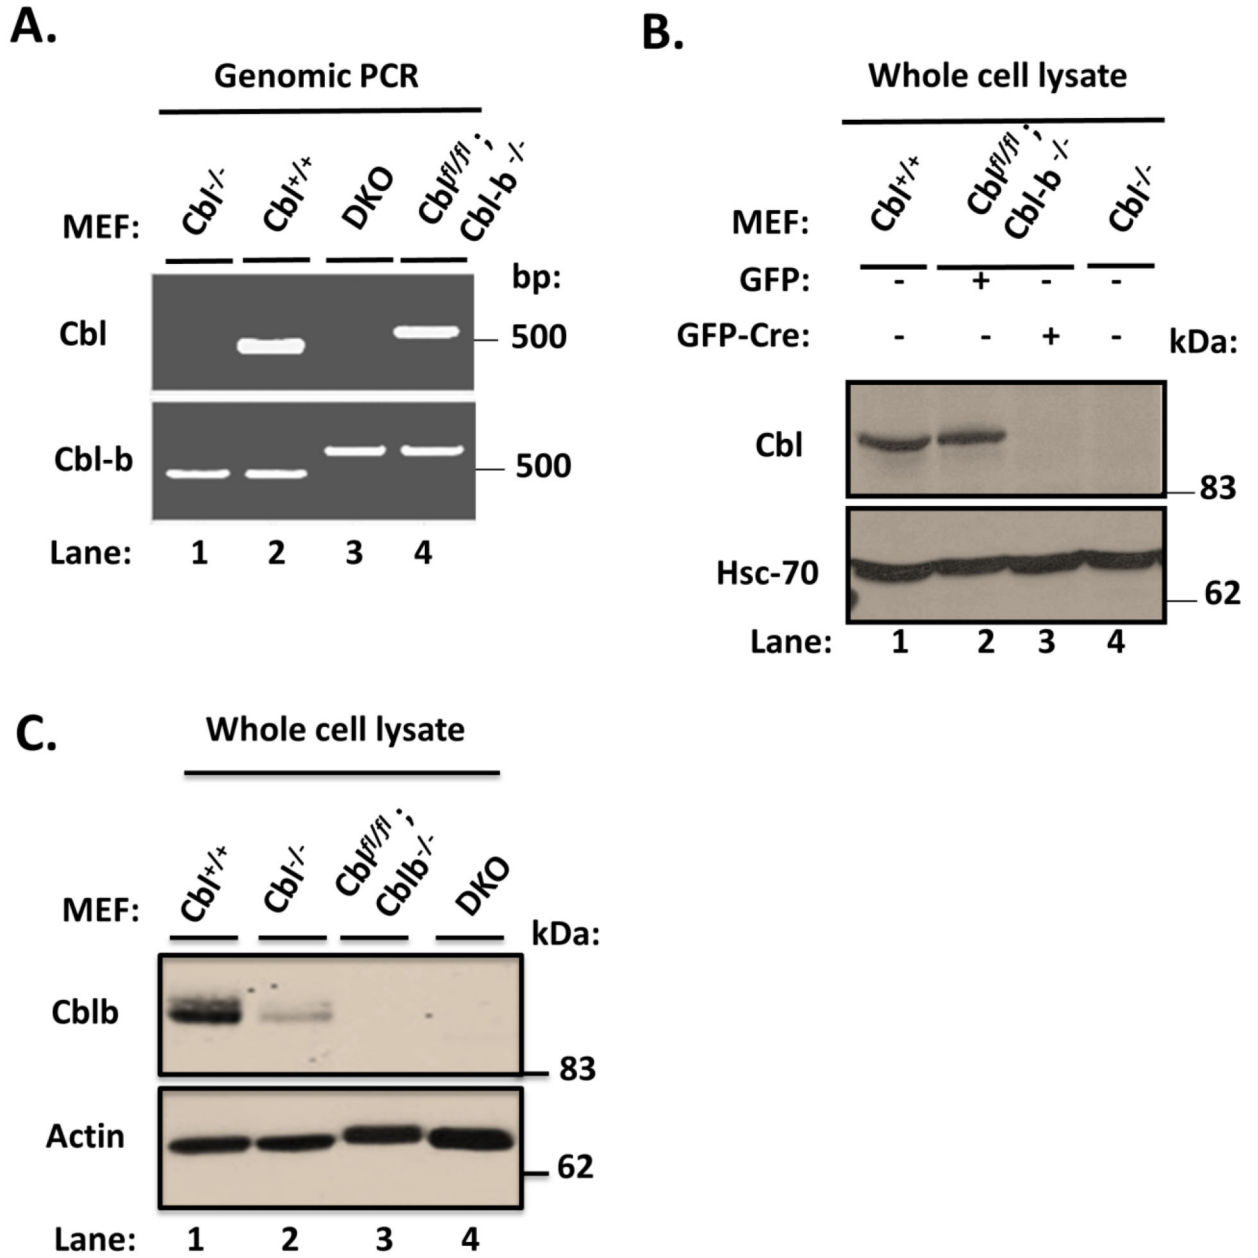 A.
Genomic PCR
MEF:
Cbl-/-
Cbl+/+
DKO
Cblfl/fl ;
Cbl-b -/-
bp:
Cbl
500
Cbl-b
500
Lane: 1 2 3 4
B.
Whole cell lysate
MEF:
Cbl+/+
Cblfl/fl ;
Cbl-b -/-
Cbl-/-
GFP: - + - -
GFP-Cre: - - + -
kDa:
Cbl
83
Hsc-70
62
Lane: 1 2 3 4
C.
Whole cell lysate
MEF:
Cbl+/+
Cbl-/-
Cblfl/fl ;
Cblb-/-
DKO
kDa:
Cblb
83
Actin
62
Lane: 1 2 3 4